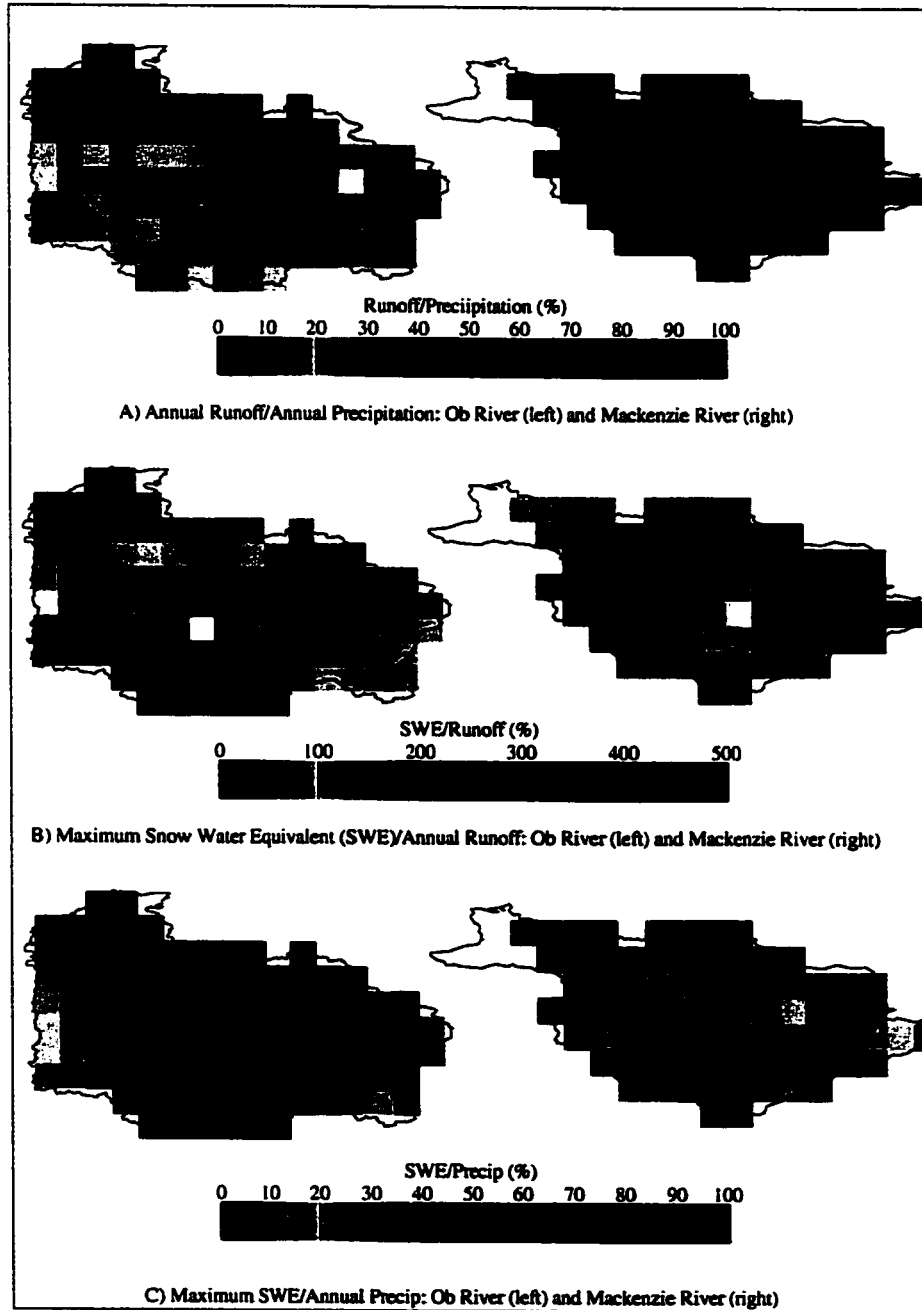 Runoff/Preciipitation (%)
0 10 20 30 40 50 60 70 80 90 100
A) Annual Runoff/Annual Precipitation: Ob River (left) and Mackenzie River (right)
SWE/Runoff (%)
0 100 200 300 400 500
B) Maximum Snow Water Equivalent (SWE)/Annual Runoff: Ob River (left) and Mackenzie River (right)
SWE/Precip (%)
0 10 20 30 40 50 60 70 80 90 100
C) Maximum SWE/Annual Precip: Ob River (left) and Mackenzie River (right)